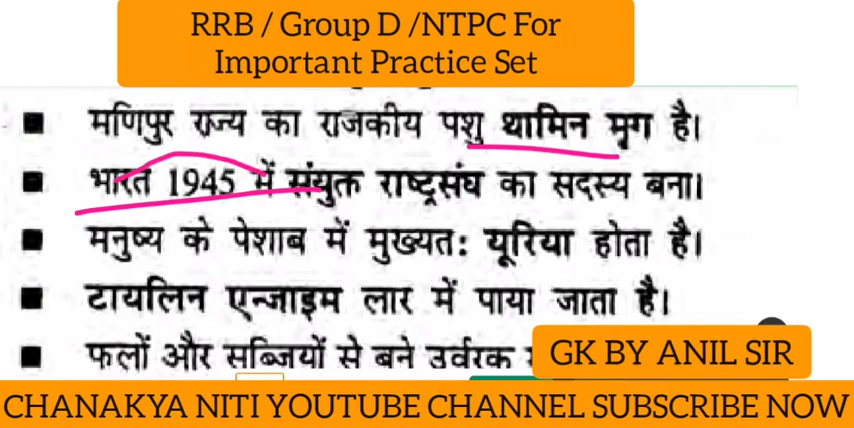 RRB / Group D /NTPC For
Important Practice Set
मणिपुर राज्य का राजकीय पशु थामिन मृग है।
भारत 1945 में संयुक्त राष्ट्रसंघ का सदस्य बना।
मनुष्य के पेशाब में मुख्यत: यूरिया होता है।
टायलिन एन्जाइम लार में पाया जाता है।
फलों और सब्जियों से बने उर्वरक
GK BY ANIL SIR
CHANAKYA NITI YOUTUBE CHANNEL SUBSCRIBE NOW